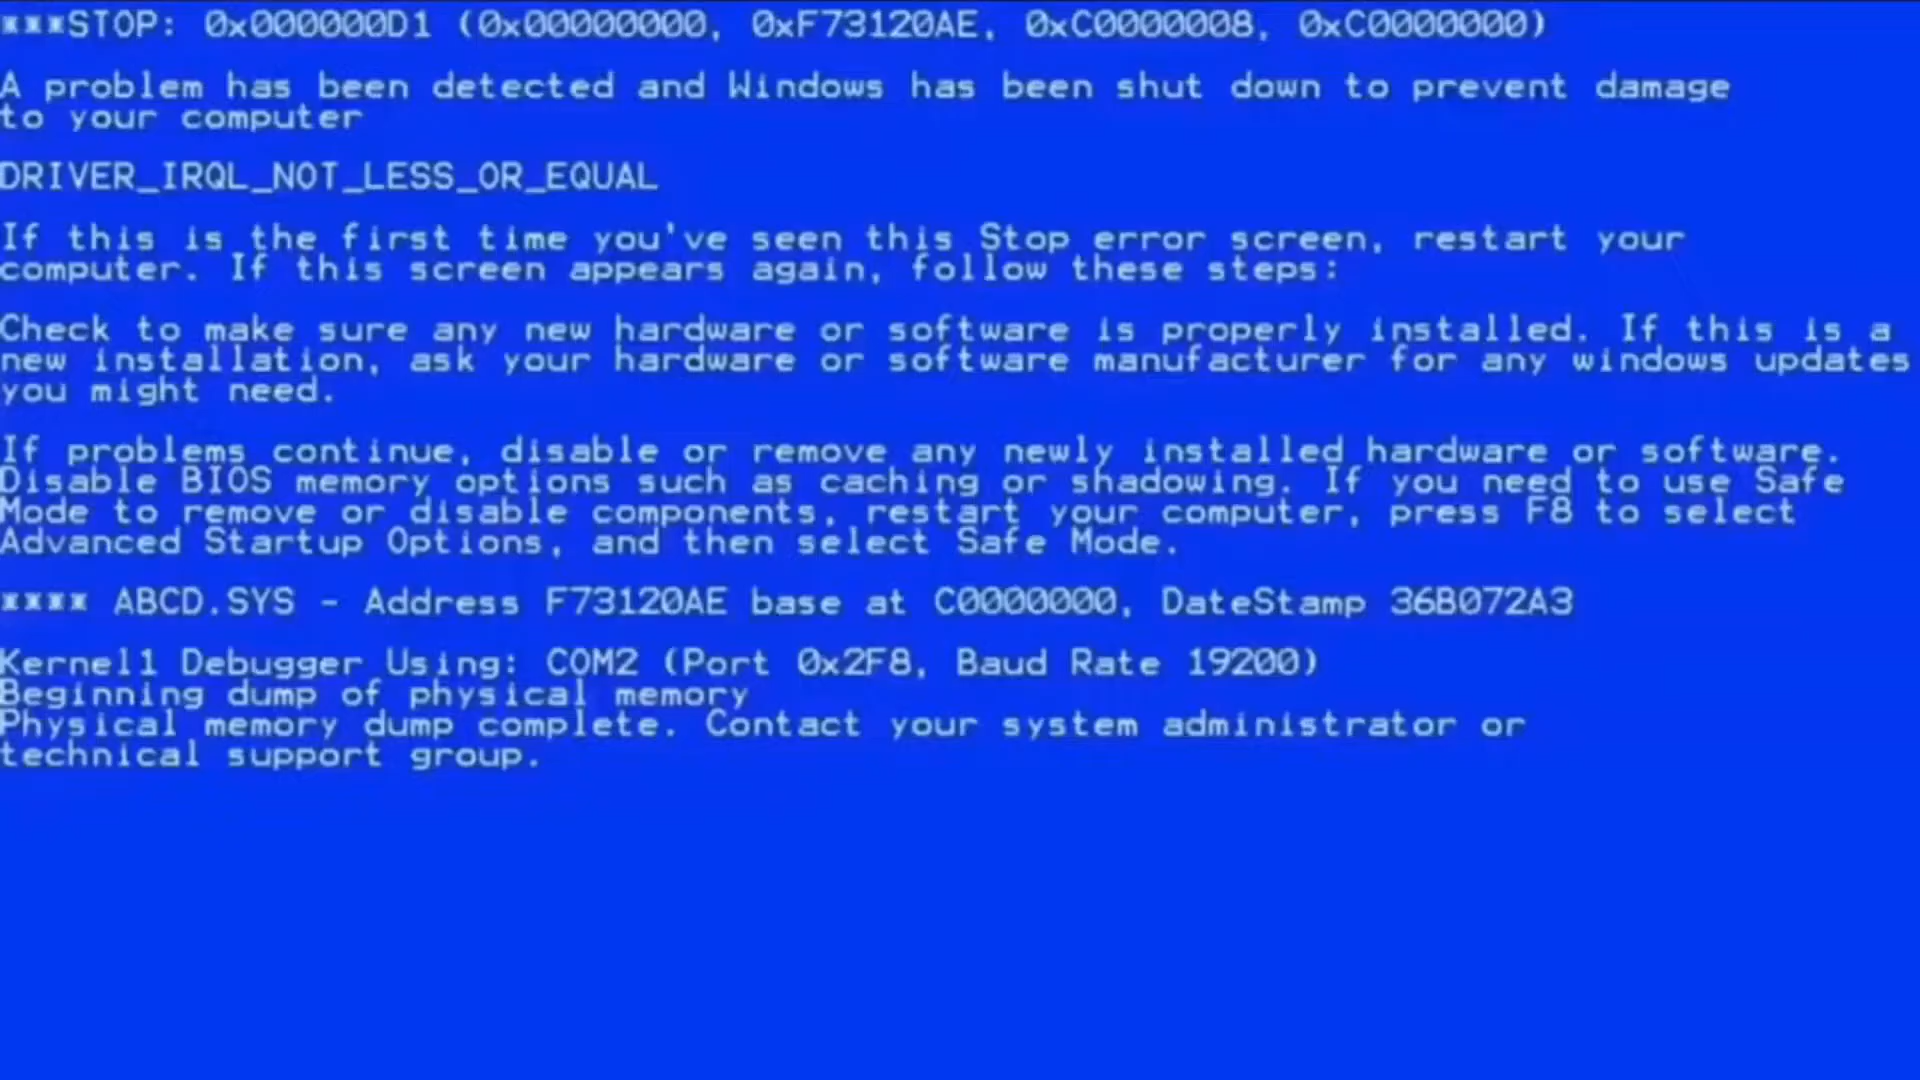 ***STOP: 0x000000D1 (0x00000000, 0xF73120AE, 0xC0000008, 0xC0000000)
A problem has been detected and Windows has been shut down to prevent damage
to your computer
DRIVER_IRQL_NOT_LESS_OR_EQUAL
If this is the first time you've seen this Stop error screen, restart your
computer. If this screen appears again, follow these steps:
Check to make sure any new hardware or software is properly installed. If this is a
new installation, ask your hardware or software manufacturer for any windows updates
you might need.
If problems continue, disable or remove any newly installed hardware or software.
Disable BIOS memory options such as caching or shadowing. If you need to use Safe
Mode to remove or disable components, restart your computer, press F8 to select
Advanced Startup Options, and then select Safe Mode.
**** ABCD.SYS - Address F73120AE base at C0000000, DateStamp 36B072A3
Kernel1 Debugger Using: COM2 (Port 0x2F8, Baud Rate 19200)
Beginning dump of physical memory
Physical memory dump complete. Contact your system administrator or
technical support group.